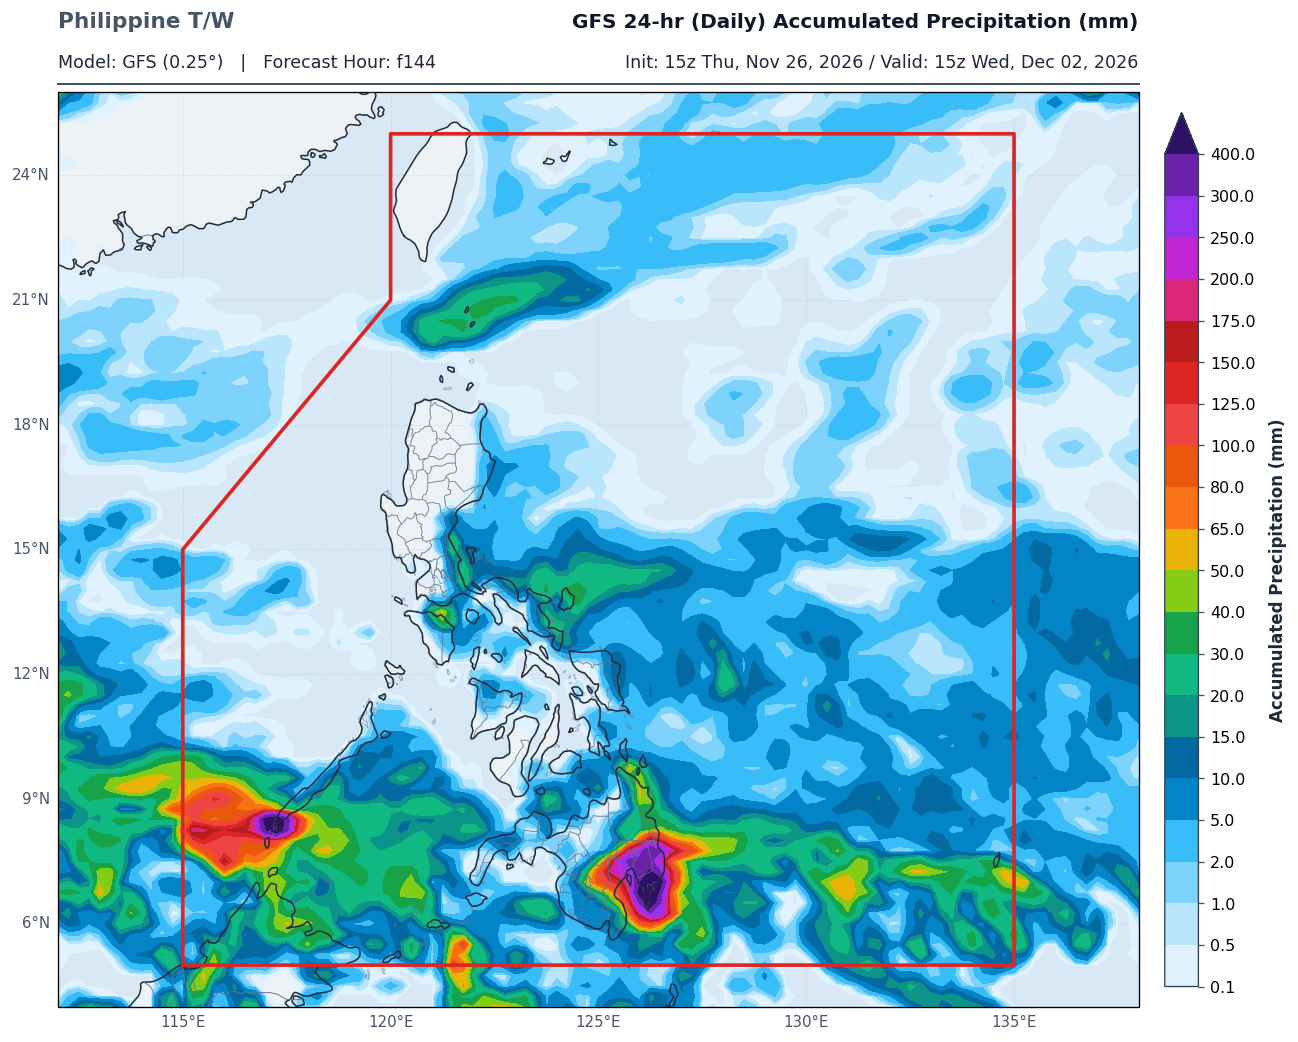 Philippine T/W
GFS 24-hr (Daily) Accumulated Precipitation (mm)
Model: GFS (0.25°)   |   Forecast Hour: f144
Init: 15z Thu, Nov 26, 2026 / Valid: 15z Wed, Dec 02, 2026
24°N
21°N
18°N
15°N
12°N
9°N
6°N
115°E
120°E
125°E
130°E
135°E
400.0
300.0
250.0
200.0
175.0
150.0
125.0
100.0
80.0
65.0
50.0
40.0
30.0
20.0
15.0
10.0
5.0
2.0
1.0
0.5
0.1
Accumulated Precipitation (mm)